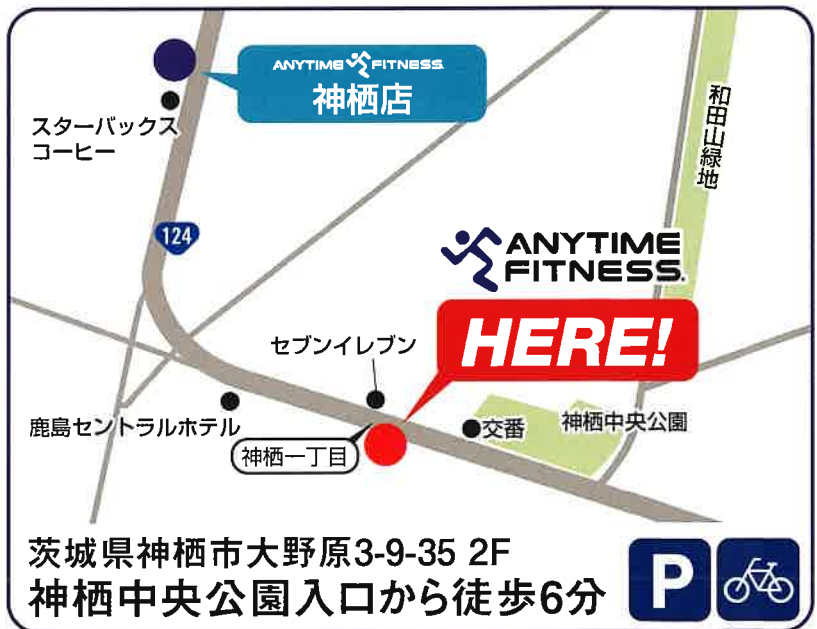 ANYTIME FITNESS
神栖店
スターバックス
コーヒー
和田山緑地
124
ANYTIME
FITNESS.
HERE!
セブンイレブン
鹿島セントラルホテル
神栖一丁目
交番
神栖中央公園
茨城県神栖市大野原3-9-35 2F
神栖中央公園入口から徒歩6分
P